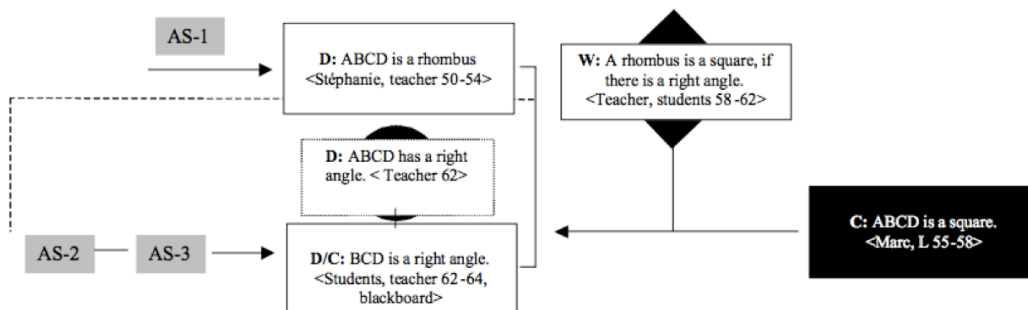 AS-1
D: ABCD is a rhombus
<Stéphanie, teacher 50-54>
W: A rhombus is a square, if
there is a right angle.
<Teacher, students 58-62>
D: ABCD has a right
angle. < Teacher 62>
AS-2
AS-3
D/C: BCD is a right angle.
<Students, teacher 62-64,
blackboard>
C: ABCD is a square.
<Marc, L 55-58>